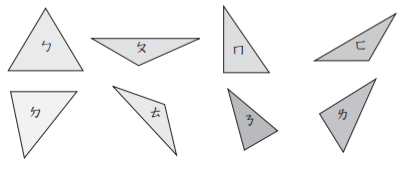 ㄅ ㄆ ㄇ ㄈ
ㄉ ㄊ ㄋ ㄌ